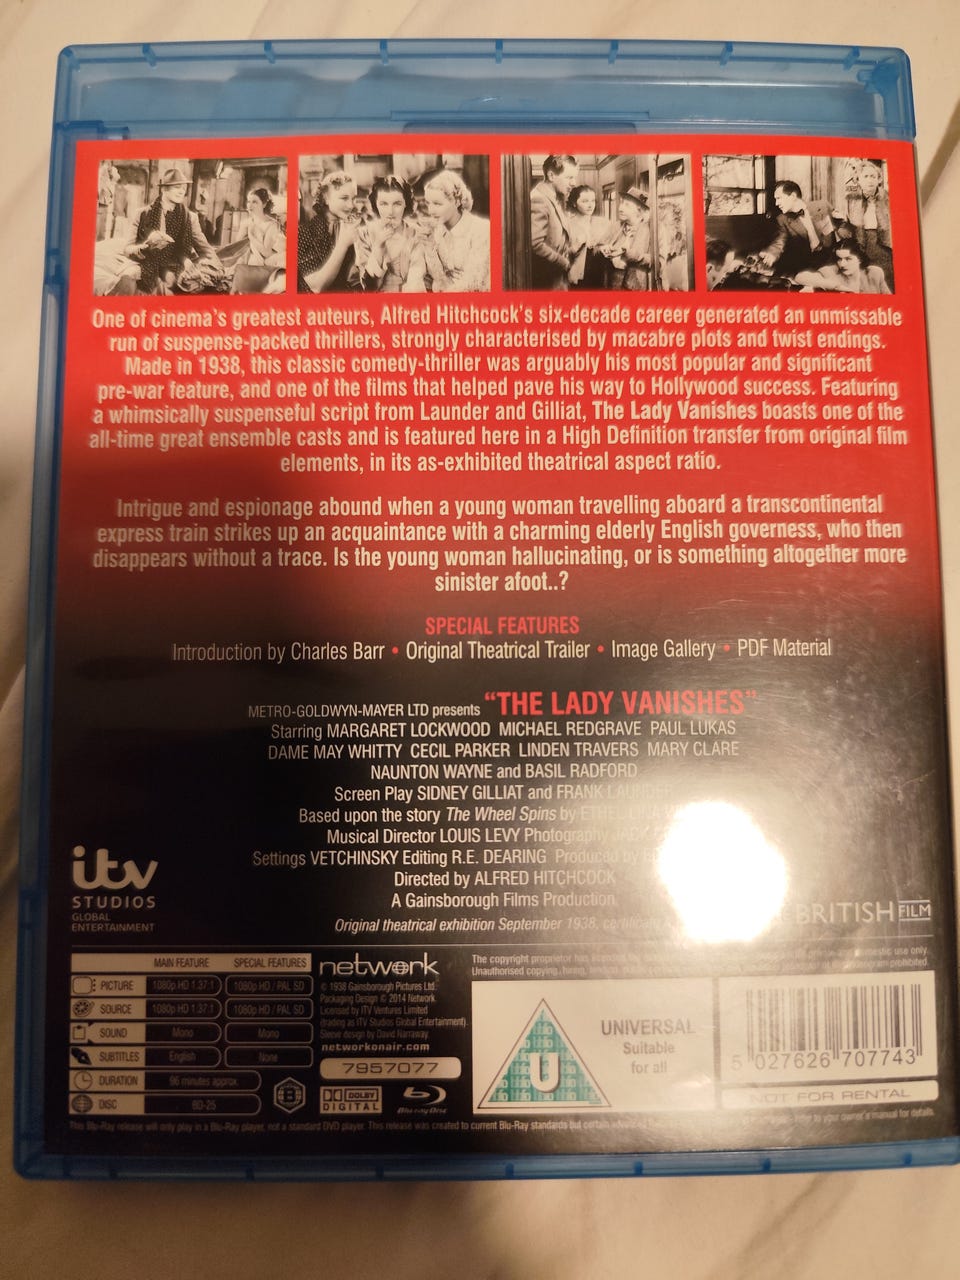 One of cinema's greatest auteurs, Alfred Hitchcock's six-decade career generated an unmissable
run of suspense-packed thrillers, strongly characterised by macabre plots and twist endings.
Made in 1938, this classic comedy-thriller was arguably his most popular and significant
pre-war feature, and one of the films that helped pave his way to Hollywood success. Featuring
a whimsically suspenseful script from Launder and Gilliat, The Lady Vanishes boasts one of the
all-time great ensemble casts and is featured here in a High Definition transfer from original film
elements, in its as-exhibited theatrical aspect ratio.
Intrigue and espionage abound when a young woman travelling aboard a transcontinental
express train strikes up an acquaintance with a charming elderly English governess, who then
disappears without a trace. Is the young woman hallucinating, or is something altogether more
sinister afoot..?
SPECIAL FEATURES
Introduction by Charles Barr • Original Theatrical Trailer • Image Gallery • PDF Material
METRO-GOLDWYN-MAYER LTD presents "THE LADY VANISHES"
Starring MARGARET LOCKWOOD MICHAEL REDGRAVE PAUL LUKAS
DAME MAY WHITTY CECIL PARKER LINDEN TRAVERS MARY CLARE
NAUNTON WAYNE and BASIL RADFORD
Screen Play SIDNEY GILLIAT and FRANK LAUNDER
Based upon the story The Wheel Spins by ETHEL LINA
Musical Director LOUIS LEVY Photography JACK
Settings VETCHINSKY Editing R.E. DEARING Produced by
Directed by ALFRED HITCHCOCK
A Gainsborough Films Production
Original theatrical exhibition September 1938, certificate
itv
STUDIOS
GLOBAL
ENTERTAINMENT
BRITISH FILM
MAIN FEATURE SPECIAL FEATURES
PICTURE 1080p HD 1.37:1 1080p HD / PAL SD
SOURCE 1080p HD 1.37:1 1080p HD / PAL SD
SOUND Mono Mono
SUBTITLES English None
DURATION 96 minutes approx
DISC BD-25
network
© 1938 Gainsborough Pictures Ltd.
Packaging Design © 2014 Network.
Licensed by ITV Ventures Limited
(trading as ITV Studios Global Entertainment).
Sleeve design by David Narraway.
networkonair.com
7957077
B
DOLBY
DIGITAL
Blu-ray Disc
The copyright proprietor has licensed domestic use only.
Unauthorised copying, hiring, prohibited.
U
UNIVERSAL
Suitable
for all
5 027626 707743
NOT FOR RENTAL
This Blu-Ray release will only play in a Blu-Ray player, not a standard DVD player. This release was created to current Blu-Ray standards but certain refer to your owner's manual for details.